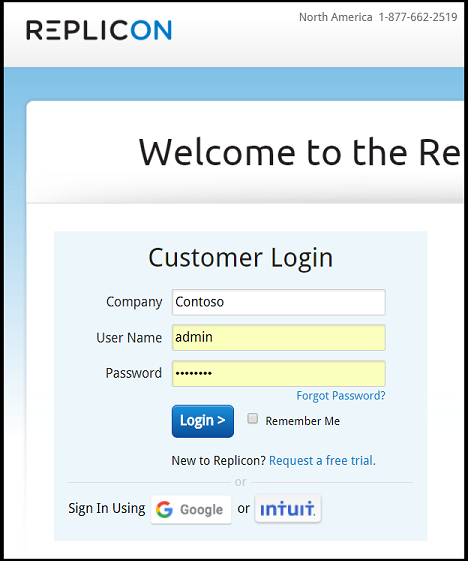 REPLICON
North America 1-877-662-2519
Welcome to the Re
Customer Login
Company Contoso
User Name admin
Password ••••••••
Forgot Password?
Login > Remember Me
New to Replicon? Request a free trial.
or
Sign In Using Google or intuit.